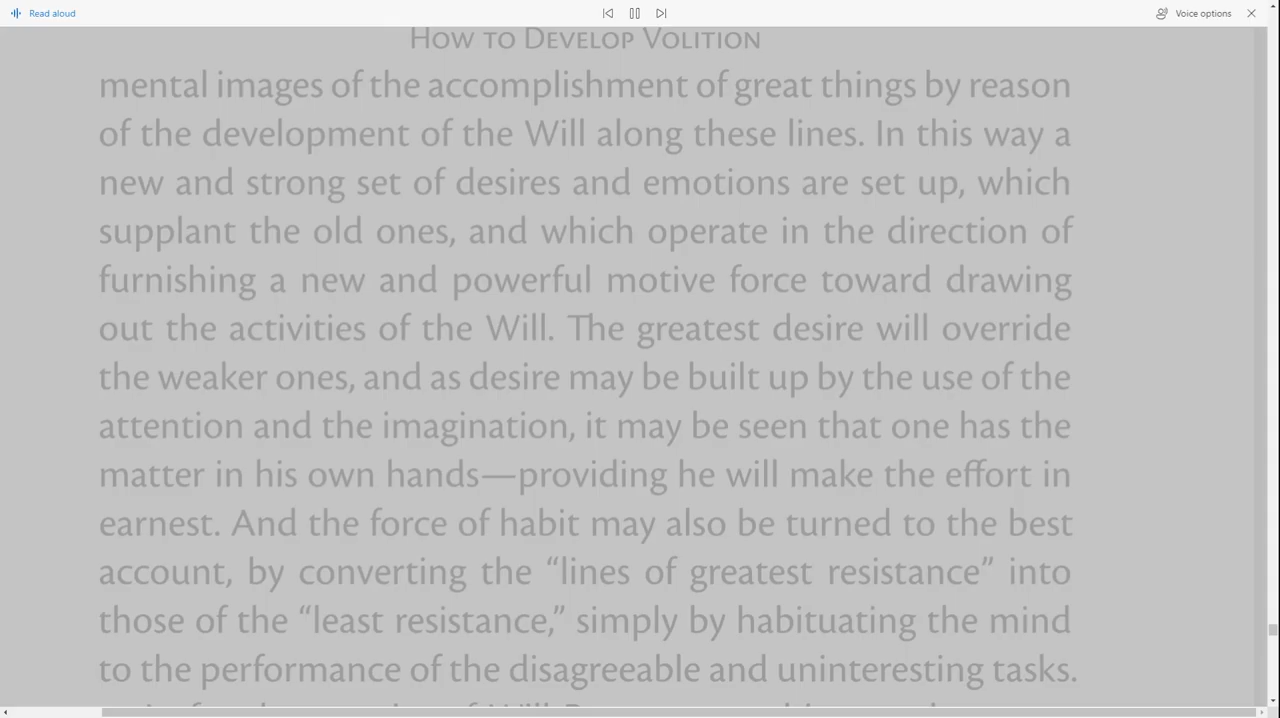 Read aloud
Voice options
How to Develop Volition
mental images of the accomplishment of great things by reason
of the development of the Will along these lines. In this way a
new and strong set of desires and emotions are set up, which
supplant the old ones, and which operate in the direction of
furnishing a new and powerful motive force toward drawing
out the activities of the Will. The greatest desire will override
the weaker ones, and as desire may be built up by the use of the
attention and the imagination, it may be seen that one has the
matter in his own hands—providing he will make the effort in
earnest. And the force of habit may also be turned to the best
account, by converting the “lines of greatest resistance” into
those of the “least resistance,” simply by habituating the mind
to the performance of the disagreeable and uninteresting tasks.